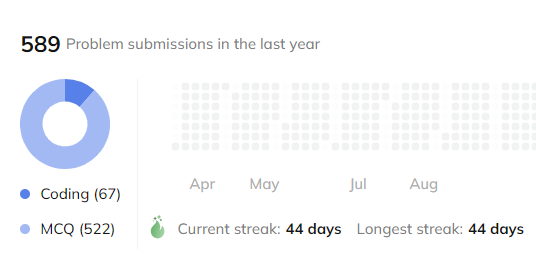 589 Problem submissions in the last year
Apr May Jul Aug
Coding (67)
MCQ (522)
Current streak: 44 days Longest streak: 44 days